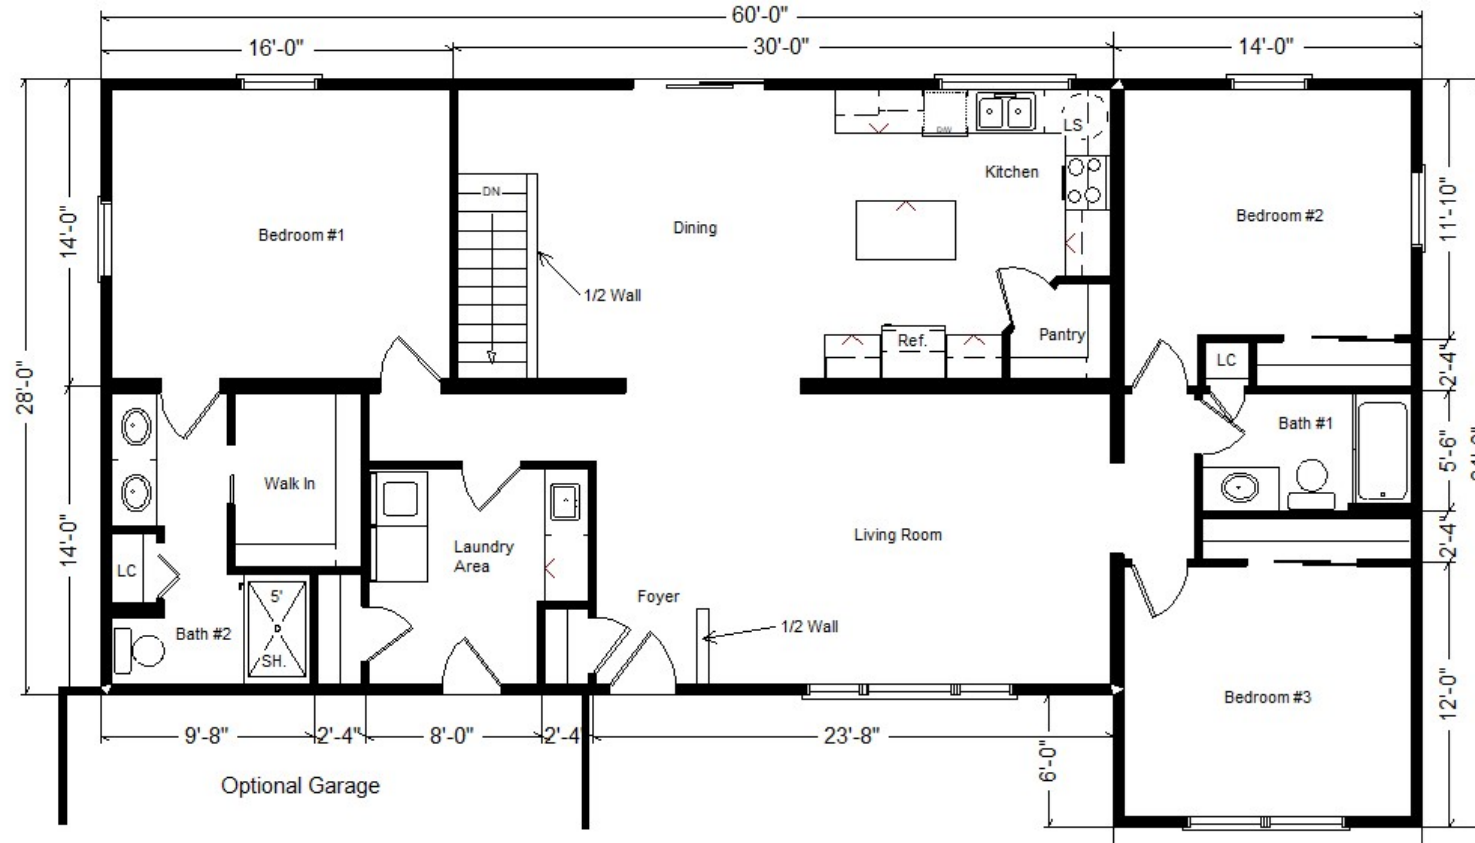 60'-0"
16'-0"
30'-0"
14'-0"
28'-0"
14'-0"
14'-0"
Bedroom #1
DN
1/2 Wall
Dining
Kitchen
DW
LS
Ref.
Pantry
Bedroom #2
11'-10"
2'-4"
5'-6"
2'-4"
12'-0"
LC
Bath #1
Walk In
Laundry
Area
LC
Bath #2
5'
D
SH.
Foyer
1/2 Wall
Living Room
Bedroom #3
9'-8"
2'-4"
8'-0"
2'-4
23'-8"
6'-0"
Optional Garage